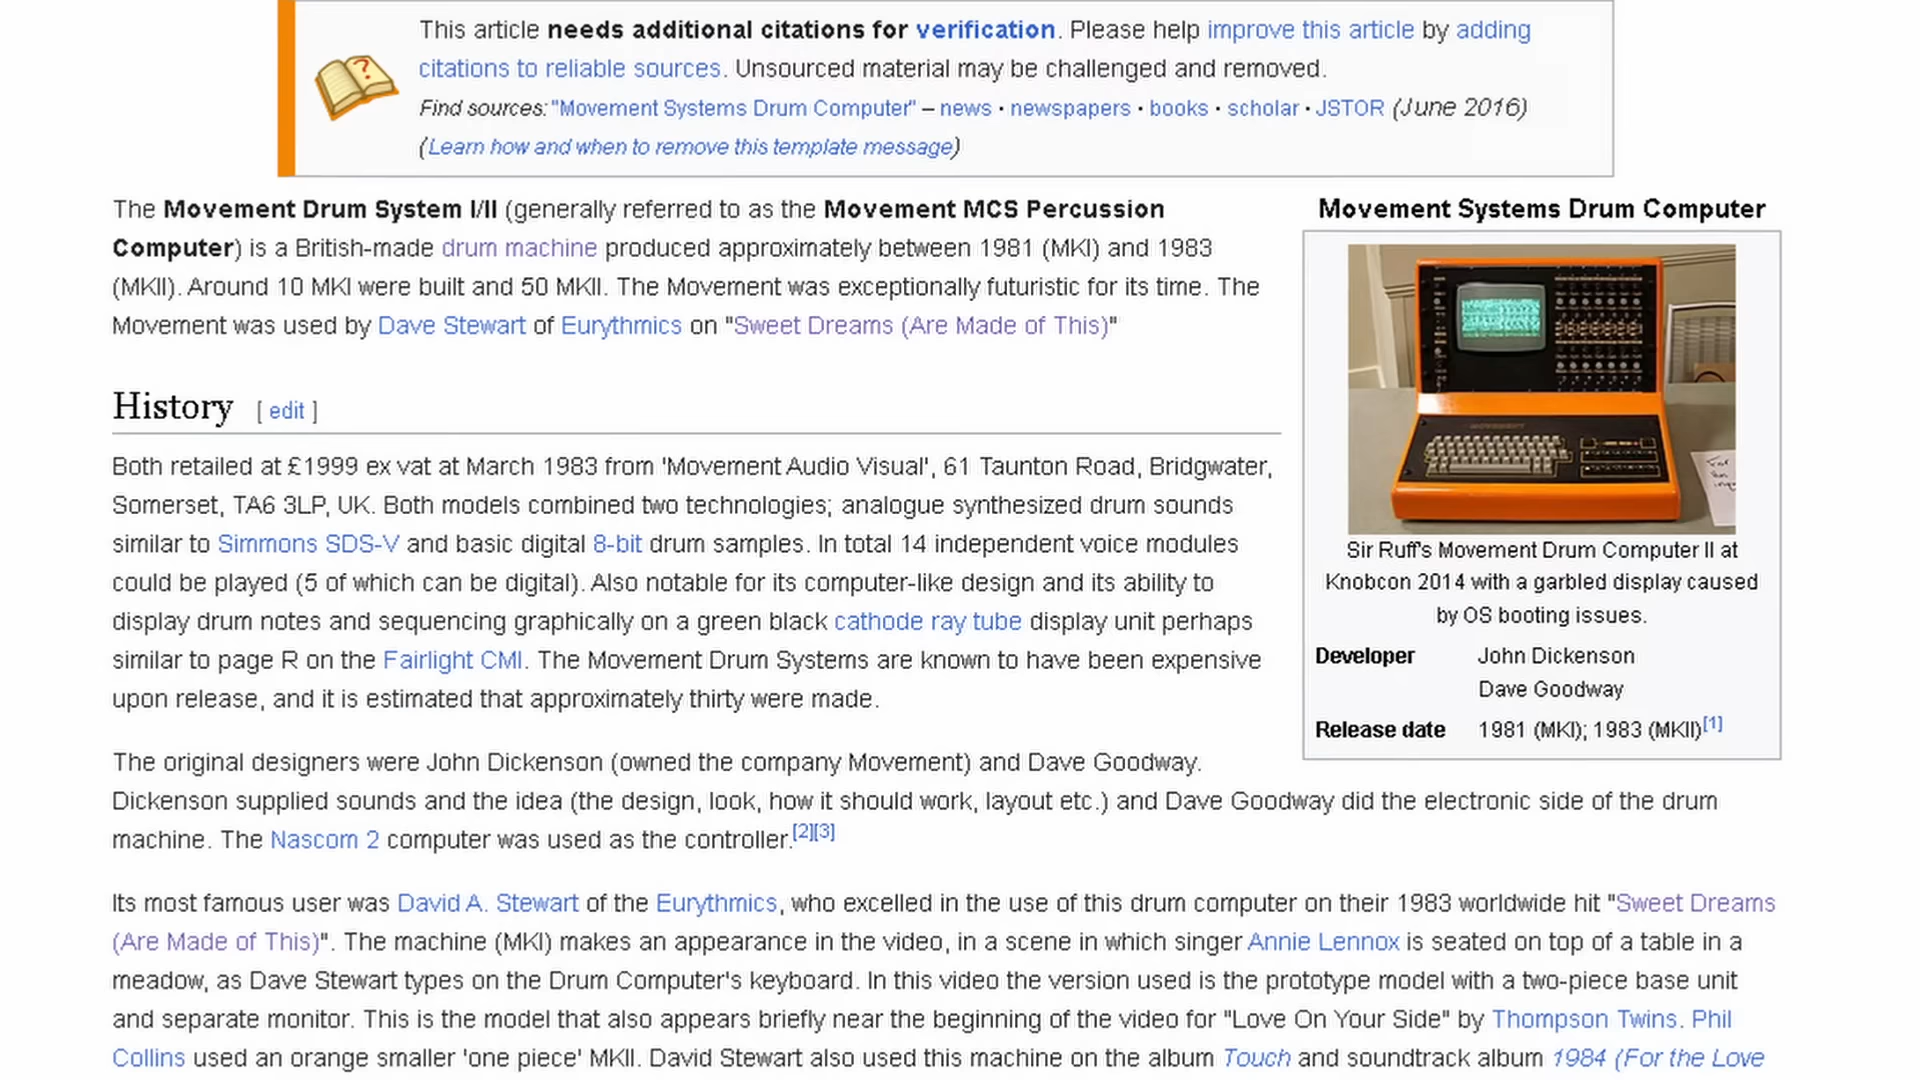 This article needs additional citations for verification. Please help improve this article by adding
citations to reliable sources. Unsourced material may be challenged and removed.
Find sources: "Movement Systems Drum Computer" – news · newspapers · books · scholar · JSTOR (June 2016)
(Learn how and when to remove this template message)
The Movement Drum System I/II (generally referred to as the Movement MCS Percussion
Computer) is a British-made drum machine produced approximately between 1981 (MKI) and 1983
(MKII). Around 10 MKI were built and 50 MKII. The Movement was exceptionally futuristic for its time. The
Movement was used by Dave Stewart of Eurythmics on "Sweet Dreams (Are Made of This)"
Movement Systems Drum Computer
MOVEMENT
For
Sir Ruff's Movement Drum Computer II at
Knobcon 2014 with a garbled display caused
by OS booting issues.
Developer John Dickenson
Dave Goodway
Release date 1981 (MKI); 1983 (MKII)[1]
History [ edit ]
Both retailed at £1999 ex vat at March 1983 from 'Movement Audio Visual', 61 Taunton Road, Bridgwater,
Somerset, TA6 3LP, UK. Both models combined two technologies; analogue synthesized drum sounds
similar to Simmons SDS-V and basic digital 8-bit drum samples. In total 14 independent voice modules
could be played (5 of which can be digital). Also notable for its computer-like design and its ability to
display drum notes and sequencing graphically on a green black cathode ray tube display unit perhaps
similar to page R on the Fairlight CMI. The Movement Drum Systems are known to have been expensive
upon release, and it is estimated that approximately thirty were made.
The original designers were John Dickenson (owned the company Movement) and Dave Goodway.
Dickenson supplied sounds and the idea (the design, look, how it should work, layout etc.) and Dave Goodway did the electronic side of the drum
machine. The Nascom 2 computer was used as the controller.[2][3]
Its most famous user was David A. Stewart of the Eurythmics, who excelled in the use of this drum computer on their 1983 worldwide hit "Sweet Dreams
(Are Made of This)". The machine (MKI) makes an appearance in the video, in a scene in which singer Annie Lennox is seated on top of a table in a
meadow, as Dave Stewart types on the Drum Computer's keyboard. In this video the version used is the prototype model with a two-piece base unit
and separate monitor. This is the model that also appears briefly near the beginning of the video for "Love On Your Side" by Thompson Twins. Phil
Collins used an orange smaller 'one piece' MKII. David Stewart also used this machine on the album Touch and soundtrack album 1984 (For the Love